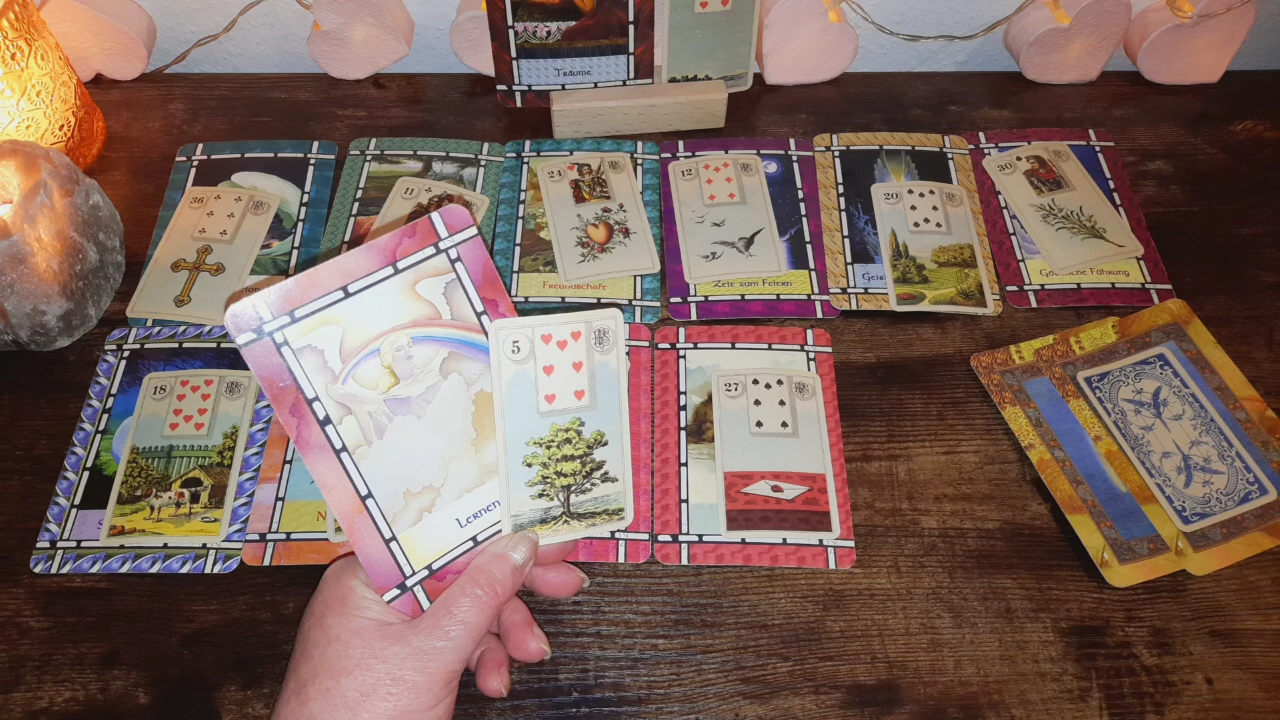 Träume
36
11
24
Freundschaft
12
Zeit zum Feiern
20
30
Göttliche Führung
18
5
Lernen
27